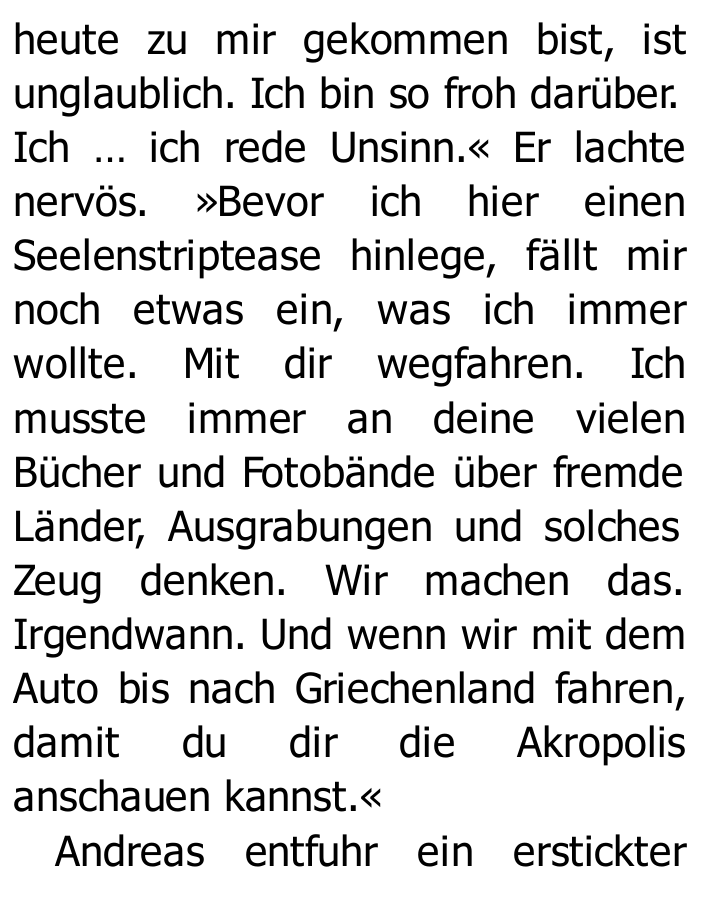 heute zu mir gekommen bist, ist
unglaublich. Ich bin so froh darüber.
Ich … ich rede Unsinn.« Er lachte
nervös. »Bevor ich hier einen
Seelenstriptease hinlege, fällt mir
noch etwas ein, was ich immer
wollte. Mit dir wegfahren. Ich
musste immer an deine vielen
Bücher und Fotobände über fremde
Länder, Ausgrabungen und solches
Zeug denken. Wir machen das.
Irgendwann. Und wenn wir mit dem
Auto bis nach Griechenland fahren,
damit du dir die Akropolis
anschauen kannst.«
Andreas entfuhr ein erstickter